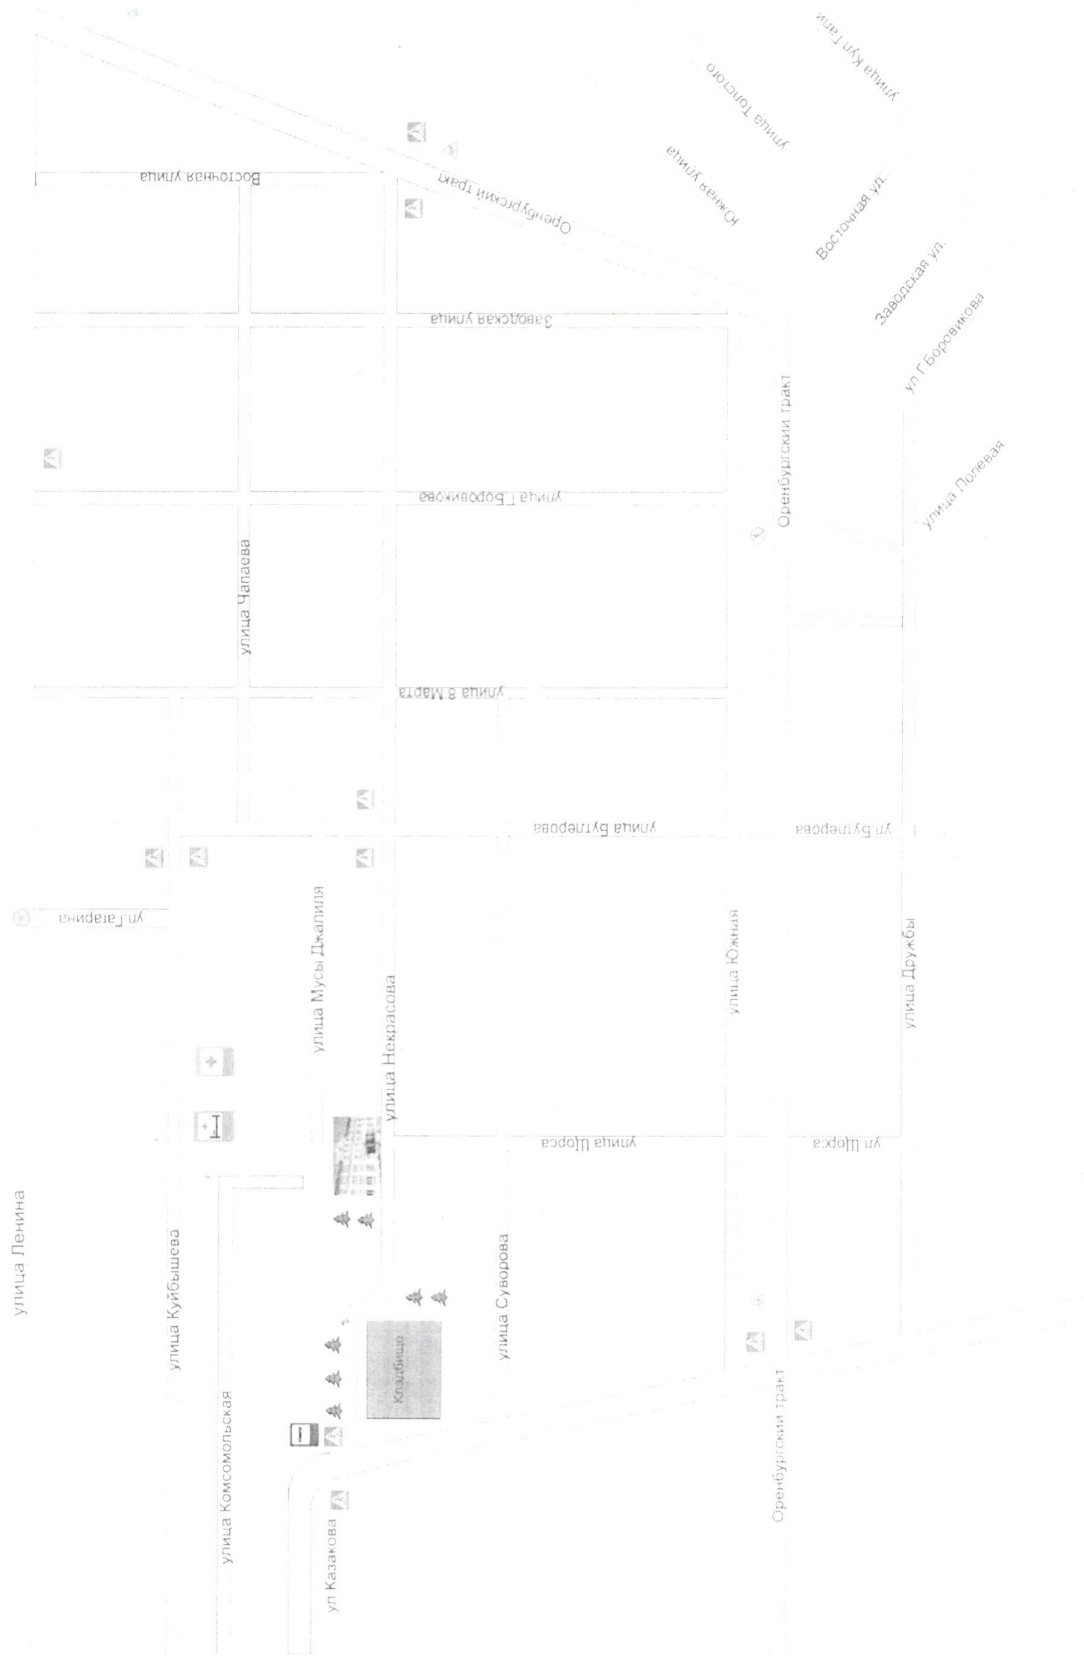 улица Кул Гали
улица Толстого
Южная улица
Восточная улица
Оренбургский тракт
Восточная ул.
Заводская ул.
Заводская улица
ул Г Боровикова
Оренбургский тракт
улица Г.Боровикова
улица Полевая
улица Чапаева
улица 8 Марта
улица Бутлерова
ул.Бутлерова
ул.Гагарина
улица Мусы Джалиля
улица Некрасова
улица Южная
улица Дружбы
улица Щорса
ул Щорса
улица Ленина
улица Куйбышева
улица Суворова
Кладбище
улица Комсомольская
Оренбургский тракт
ул Казакова